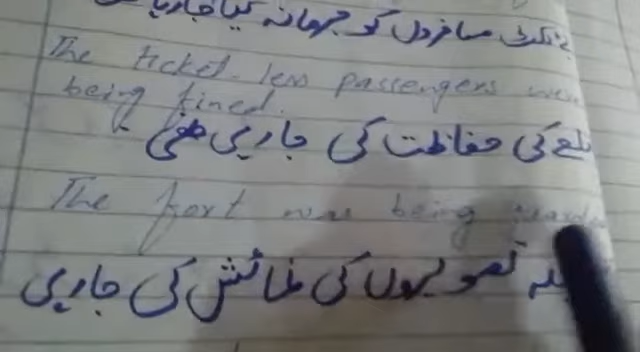 ٹکٹ مسافروں کو جرمانہ کیا جا رہا
The ticket-less passengers were
being fined.
قلعے کی حفاظت کی جا رہی تھی
The fort was being
تصویروں کی نمائش کی جا رہی